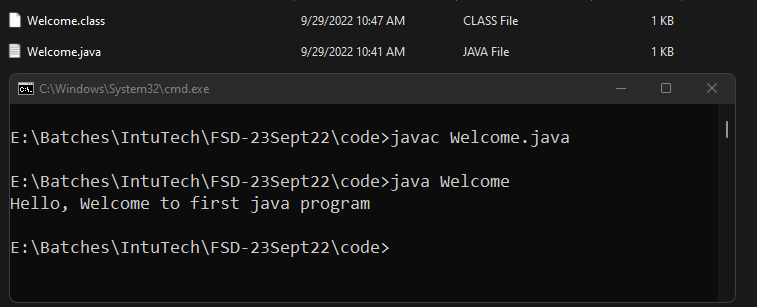 Welcome.class 9/29/2022 10:47 AM CLASS File 1 KB
Welcome.java 9/29/2022 10:41 AM JAVA File 1 KB
C:\Windows\System32\cmd.exe
E:\Batches\IntuTech\FSD-23Sept22\code>javac Welcome.java
E:\Batches\IntuTech\FSD-23Sept22\code>java Welcome
Hello, Welcome to first java program
E:\Batches\IntuTech\FSD-23Sept22\code>